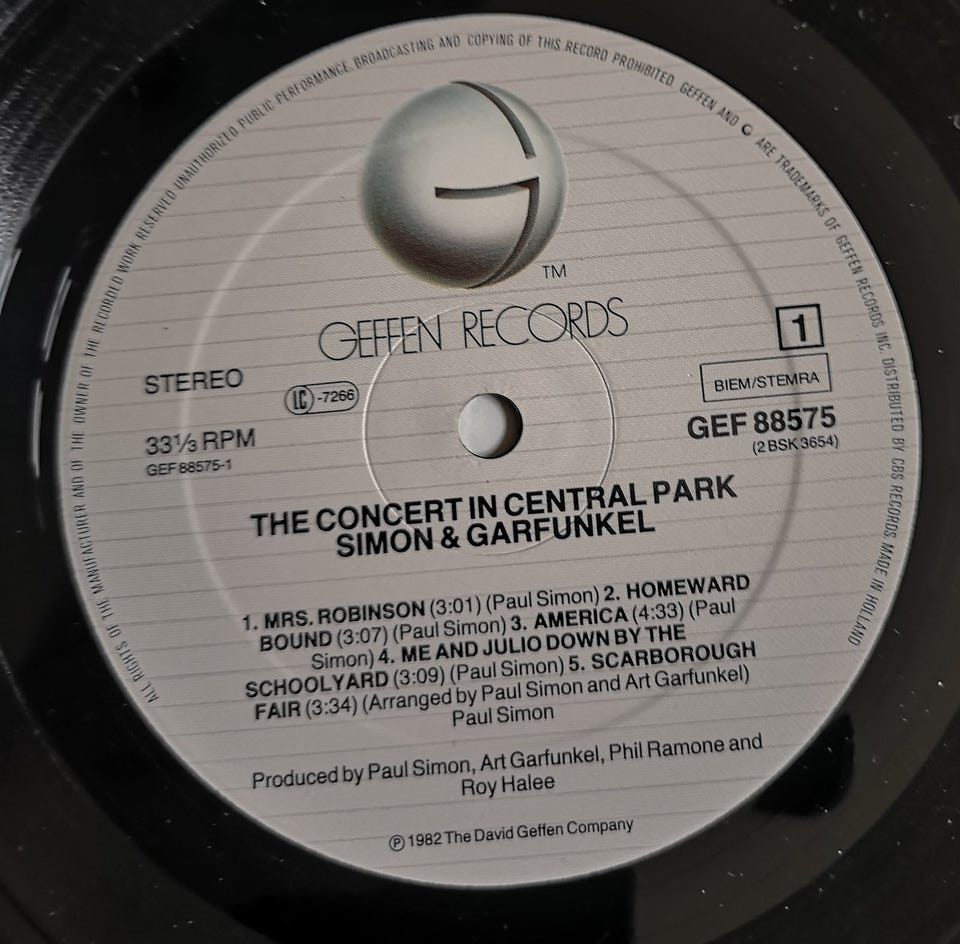 ALL RIGHTS OF THE MANUFACTURER AND OF THE OWNER OF THE RECORDED WORK RESERVED UNAUTHORIZED PUBLIC PERFORMANCE. BROADCASTING AND COPYING OF THIS RECORD PROHIBITED. GEFFEN AND G ARE TRADEMARKS OF GEFFEN RECORDS INC. DISTRIBUTED BY CBS RECORDS. MADE IN HOLLAND
TM
GEFFEN RECORDS
1
STEREO
LC -7266
BIEM/STEMRA
33⅓ RPM
GEF 88575-1
GEF 88575
(2 BSK 3654)
THE CONCERT IN CENTRAL PARK
SIMON & GARFUNKEL
1. MRS. ROBINSON (3:01) (Paul Simon) 2. HOMEWARD
BOUND (3:07) (Paul Simon) 3. AMERICA (4:33) (Paul
Simon) 4. ME AND JULIO DOWN BY THE
SCHOOLYARD (3:09) (Paul Simon) 5. SCARBOROUGH
FAIR (3:34) (Arranged by Paul Simon and Art Garfunkel)
Paul Simon
Produced by Paul Simon, Art Garfunkel, Phil Ramone and
Roy Halee
℗ 1982 The David Geffen Company